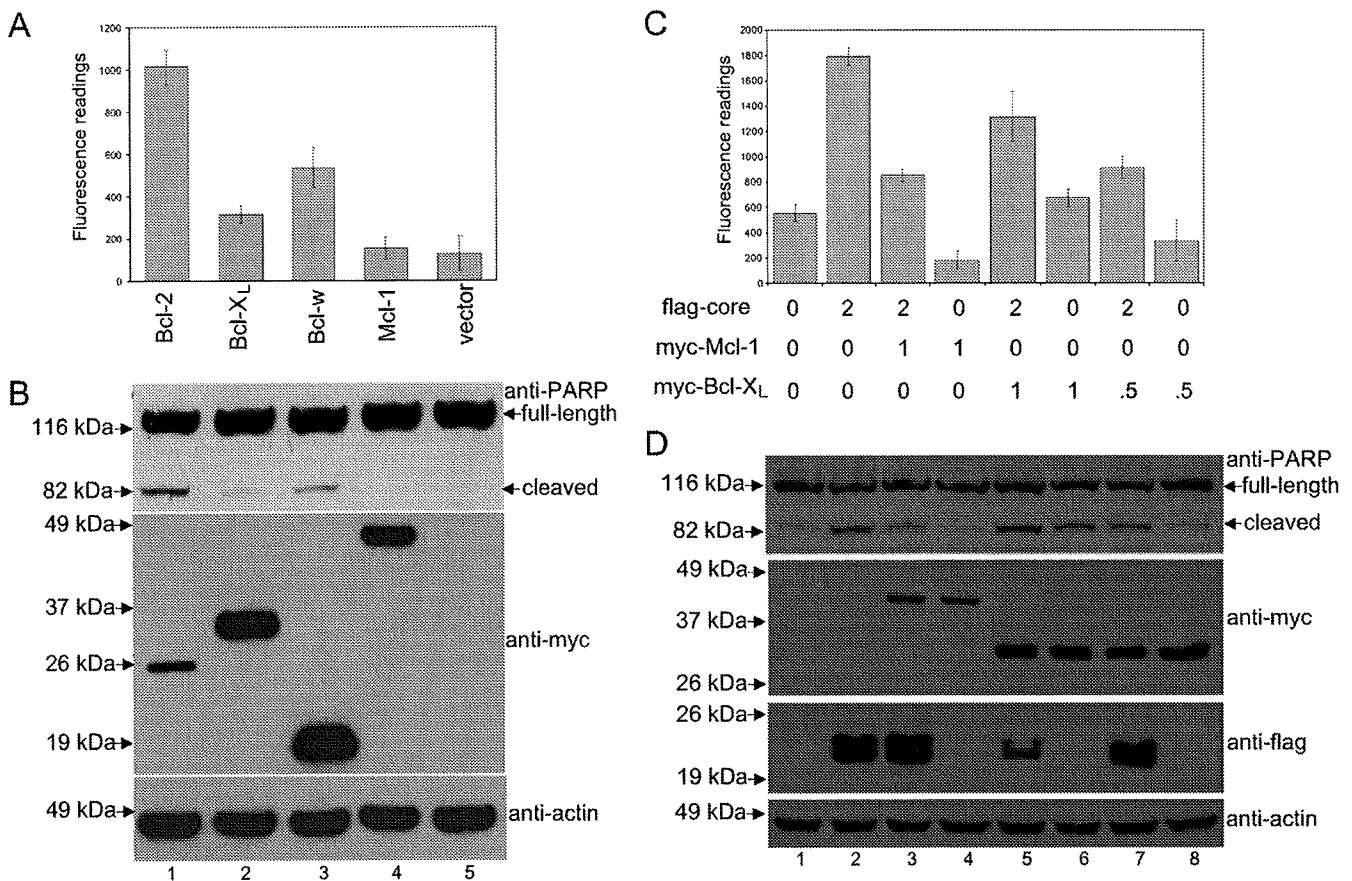 A
1200
1000
800
600
400
200
0
Fluorescence readings
Bcl-2
Bcl-XL
Bcl-w
Mcl-1
vector
B
anti-PARP
full-length
116 kDa
82 kDa
cleaved
49 kDa
37 kDa
anti-myc
26 kDa
19 kDa
49 kDa
anti-actin
1 2 3 4 5
C
2000
1800
1600
1400
1200
1000
800
600
400
200
0
Fluorescence readings
flag-core 0 2 2 0 2 0 2 0
myc-Mcl-1 0 0 1 1 0 0 0 0
myc-Bcl-XL 0 0 0 0 1 1 .5 .5
D
anti-PARP
116 kDa
full-length
82 kDa
cleaved
49 kDa
37 kDa
anti-myc
26 kDa
26 kDa
anti-flag
19 kDa
49 kDa
anti-actin
1 2 3 4 5 6 7 8